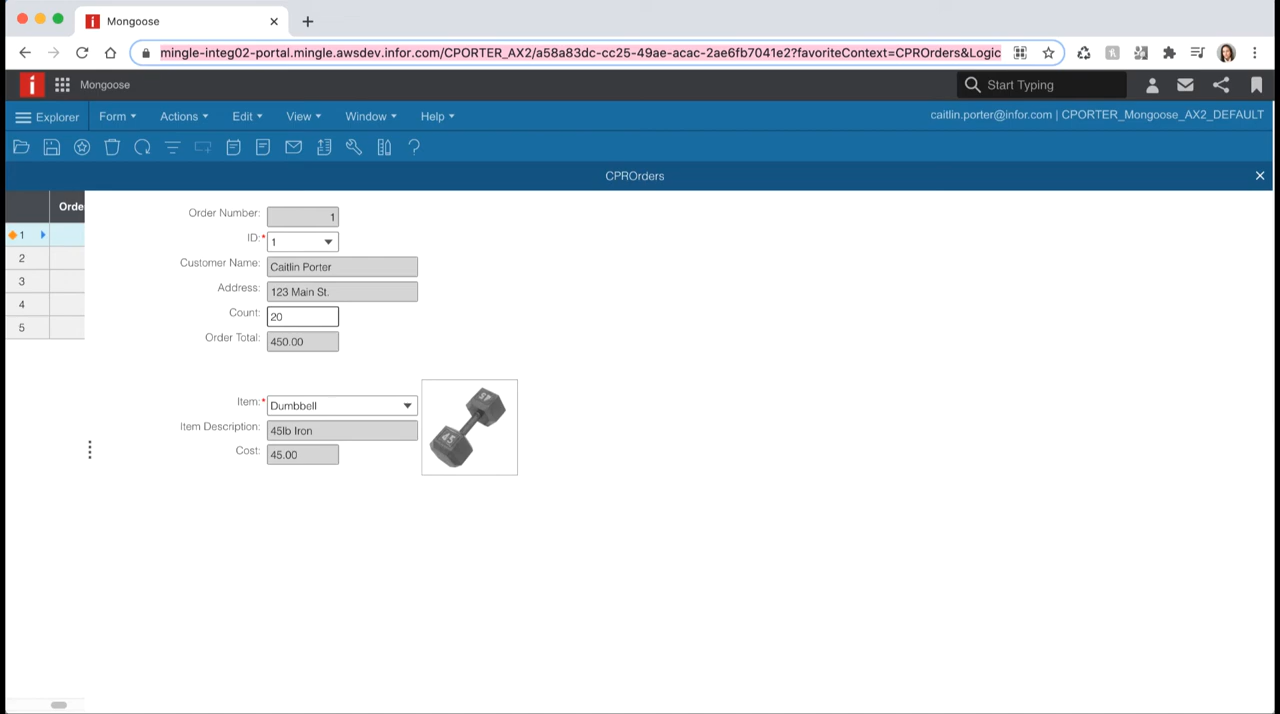 Mongoose
mingle-integ02-portal.mingle.awsdev.infor.com/CPORTER_AX2/a58a83dc-cc25-49ae-acac-2ae6fb7041e2?favoriteContext=CPROrders&Logic
Mongoose
Start Typing
Explorer Form Actions Edit View Window Help
caitlin.porter@infor.com | CPORTER_Mongoose_AX2_DEFAULT
CPROrders
Orde
1
2
3
4
5
Order Number: 1
ID:* 1
Customer Name: Caitlin Porter
Address: 123 Main St.
Count: 20
Order Total: 450.00
Item:* Dumbbell
Item Description: 45lb Iron
Cost: 45.00
45
45